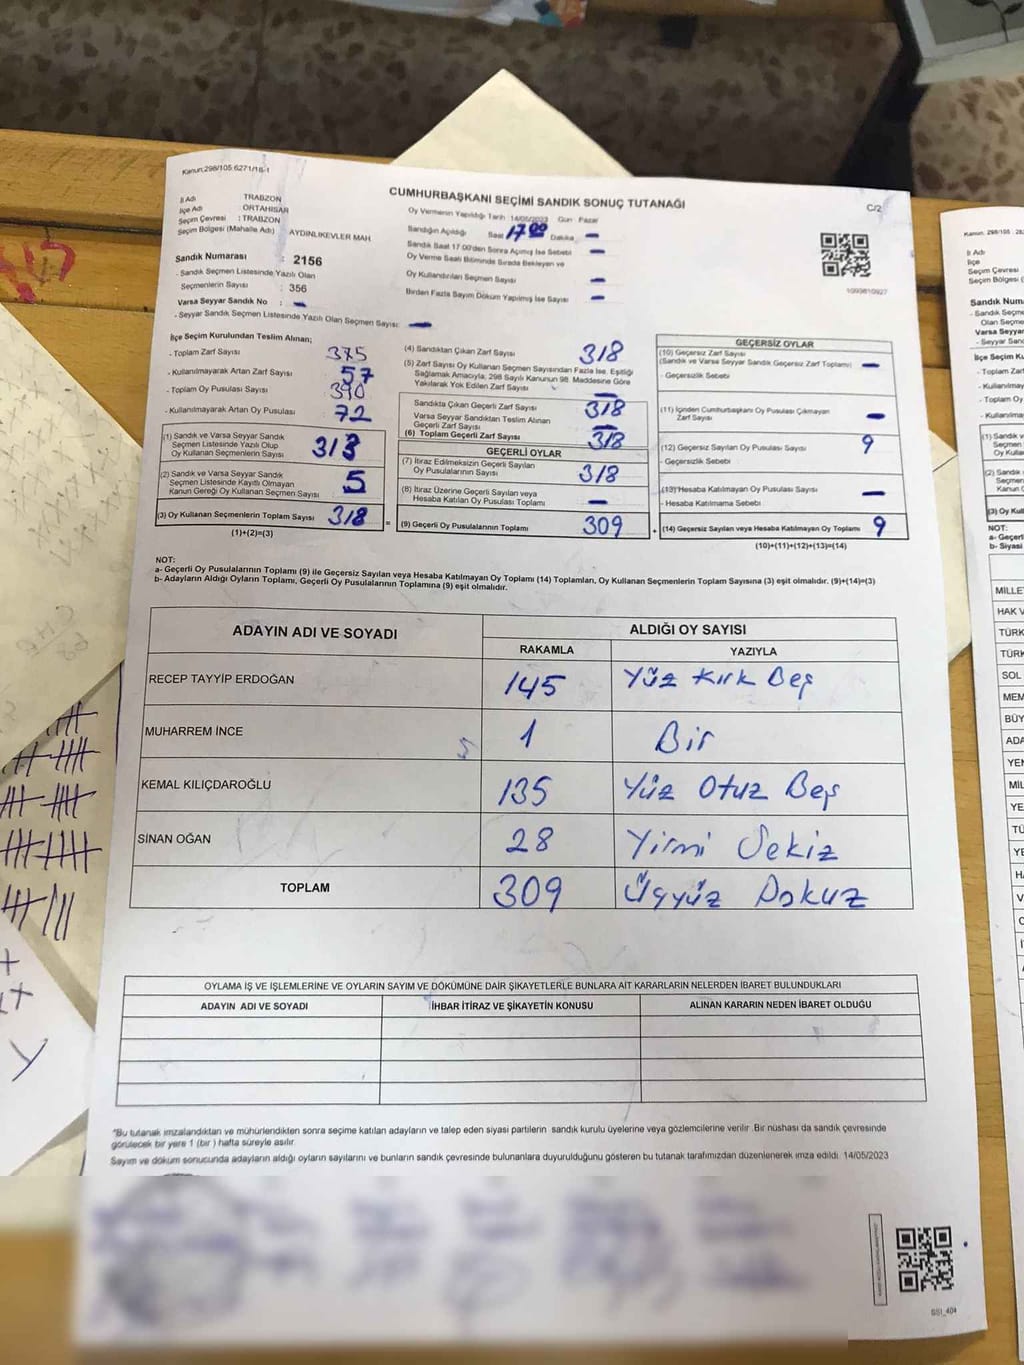 Kanun:298/105 6271/18-1
CUMHURBAŞKANI SEÇİMİ SANDIK SONUÇ TUTANAĞI
C/2
İl Adı TRABZON
İlçe Adı ORTAHİSAR
Seçim Çevresi : TRABZON
Seçim Bölgesi (Mahalle Adı) AYDINLIKEVLER MAH
Sandık Numarası : 2156
- Sandık Seçmen Listesinde Yazılı Olan
Seçmenlerin Sayısı : 356
Varsa Seyyar Sandık No : -
- Seyyar Sandık Seçmen Listesinde Yazılı Olan Seçmen Sayısı: -
Oy Vermenin Yapıldığı Tarih 14/05/2023 Gün Pazar
Sandığın Açıldığı Saat 17 00 Dakika -
Sandık Saat 17 00'den Sonra Açılmış İse Sebebi -
Oy Verme Saati Bitiminde Sırada Bekleyen ve
Oy Kullandırılan Seçmen Sayısı -
Birden Fazla Sayım Döküm Yapılmış İse Sayısı -
1099810927
İlçe Seçim Kurulundan Teslim Alınan;
- Toplam Zarf Sayısı 375
- Kullanılmayarak Artan Zarf Sayısı 57
- Toplam Oy Pusulası Sayısı 390
- Kullanılmayarak Artan Oy Pusulası 72
(1) Sandık ve Varsa Seyyar Sandık
Seçmen Listesinde Yazılı Olup
Oy Kullanan Seçmenlerin Sayısı 313
(2) Sandık ve Varsa Seyyar Sandık
Seçmen Listesinde Kayıtlı Olmayan
Kanun Gereği Oy Kullanan Seçmen Sayısı 5
(3) Oy Kullanan Seçmenlerin Toplam Sayısı 318
(1)+(2)=(3)
(4) Sandıktan Çıkan Zarf Sayısı 318
(5) Zarf Sayısı Oy Kullanan Seçmen Sayısından Fazla İse, Eşitliği
Sağlamak Amacıyla, 298 Sayılı Kanunun 98. Maddesine Göre
Yakılarak Yok Edilen Zarf Sayısı -
Sandıkta Çıkan Geçerli Zarf Sayısı 318
Varsa Seyyar Sandıktan Teslim Alınan
Geçerli Zarf Sayısı -
(6) Toplam Geçerli Zarf Sayısı 318
GEÇERLİ OYLAR
(7) İtiraz Edilmeksizin Geçerli Sayılan
Oy Pusulalarının Sayısı 318
(8) İtiraz Üzerine Geçerli Sayılan veya
Hesaba Katılan Oy Pusulası Toplamı -
= (9) Geçerli Oy Pusulalarının Toplamı 309
GEÇERSİZ OYLAR
(10) Geçersiz Zarf Sayısı
(Sandık ve Varsa Seyyar Sandık Geçersiz Zarf Toplamı) -
- Geçersizlik Sebebi
(11) İçinden Cumhurbaşkanı Oy Pusulası Çıkmayan
Zarf Sayısı -
(12) Geçersiz Sayılan Oy Pusulası Sayısı 9
- Geçersizlik Sebebi
(13) Hesaba Katılmayan Oy Pusulası Sayısı -
- Hesaba Katılmama Sebebi
+ (14) Geçersiz Sayılan veya Hesaba Katılmayan Oy Toplamı 9
(10)+(11)+(12)+(13)=(14)
NOT:
a- Geçerli Oy Pusulalarının Toplamı (9) ile Geçersiz Sayılan veya Hesaba Katılmayan Oy Toplamı (14) Toplamları, Oy Kullanan Seçmenlerin Toplam Sayısına (3) eşit olmalıdır. (9)+(14)=(3)
b- Adayların Aldığı Oyların Toplamı, Geçerli Oy Pusulalarının Toplamına (9) eşit olmalıdır.
ADAYIN ADI VE SOYADI ALDIĞI OY SAYISI
RAKAMLA YAZIYLA
RECEP TAYYİP ERDOĞAN 145 Yüz Kırk Beş
MUHARREM İNCE 1 Bir
KEMAL KILIÇDAROĞLU 135 Yüz Otuz Beş
SİNAN OĞAN 28 Yirmi Sekiz
TOPLAM 309 Üçyüz Dokuz
OYLAMA İŞ VE İŞLEMLERİNE VE OYLARIN SAYIM VE DÖKÜMÜNE DAİR ŞİKAYETLERLE BUNLARA AİT KARARLARIN NELERDEN İBARET BULUNDUKLARI
ADAYIN ADI VE SOYADI İHBAR İTİRAZ VE ŞİKAYETİN KONUSU ALINAN KARARIN NEDEN İBARET OLDUĞU
*Bu tutanak imzalandıktan ve mühürlendikten sonra seçime katılan adayların ve talep eden siyasi partilerin sandık kurulu üyelerine veya gözlemcilerine verilir .Bir nüshası da sandık çevresinde
görülecek bir yere 1 (bir ) hafta süreyle asılır.
Sayım ve döküm sonucunda adayların aldığı oyların sayılarını ve bunların sandık çevresinde bulunanlara duyurulduğunu gösteren bu tutanak tarafımızdan düzenlenerek imza edildi. 14/05/2023